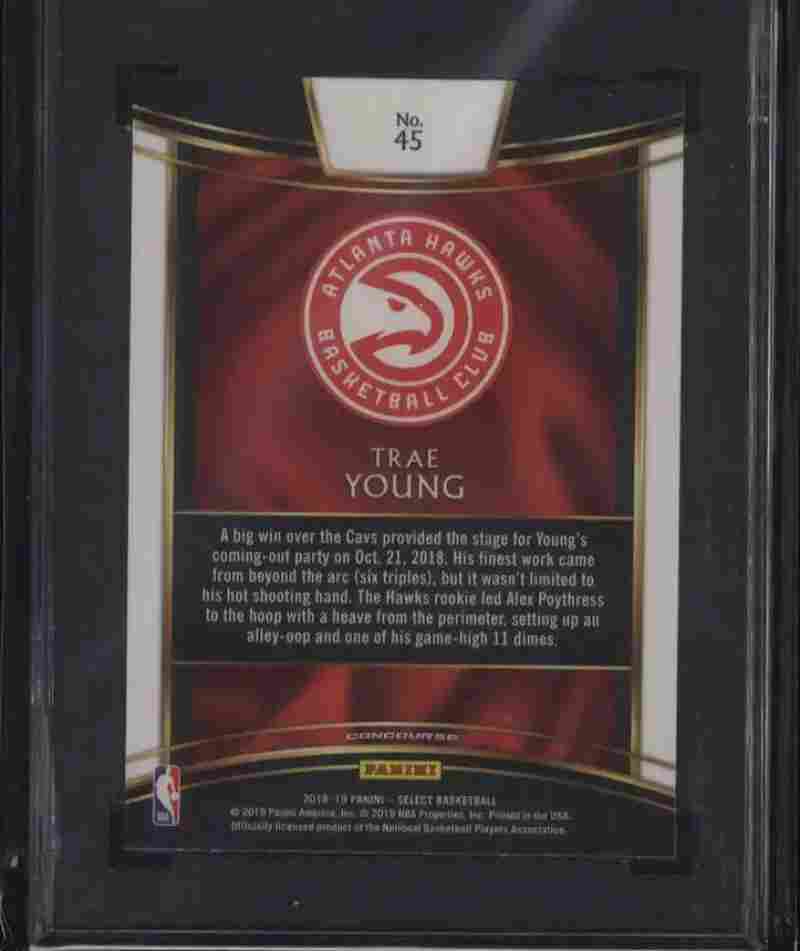 No.
45
ATLANTA HAWKS
BASKETBALL CLUB
TRAE
YOUNG
A big win over the Cavs provided the stage for Young's
coming-out party on Oct. 21, 2018. His finest work came
from beyond the arc (six triples), but it wasn't limited to
his hot shooting hand. The Hawks rookie led Alex Poythress
to the hoop with a heave from the perimeter, setting up an
alley-oop and one of his game-high 11 dimes.
CONCOURSE
PANINI
2018-19 PANINI - SELECT BASKETBALL
© 2019 Panini America, Inc. © 2019 NBA Properties, Inc. Printed in the USA.
Officially licensed product of the National Basketball Players Association.
NBA